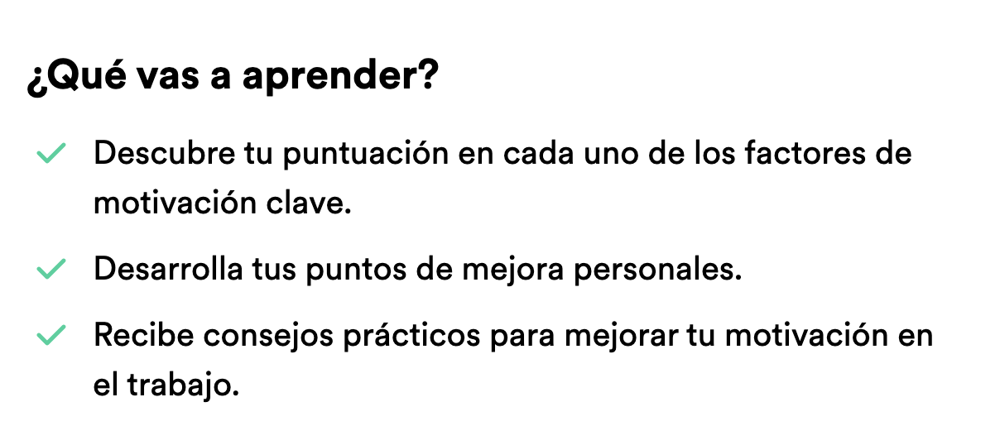 ¿Qué vas a aprender?
Descubre tu puntuación en cada uno de los factores de
motivación clave.
Desarrolla tus puntos de mejora personales.
Recibe consejos prácticos para mejorar tu motivación en
el trabajo.